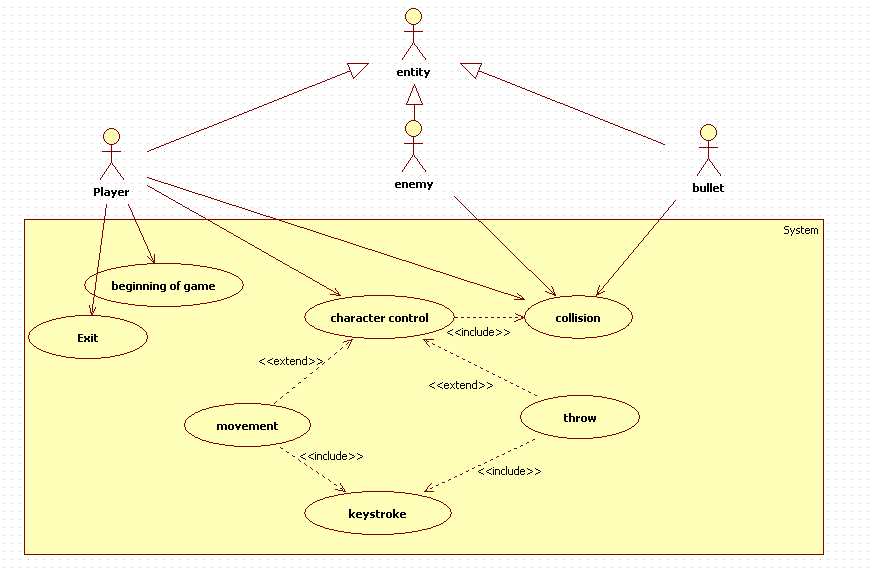 entity
Player
enemy
bullet
System
beginning of game
Exit
character control
collision
<<include>>
<<extend>>
<<extend>>
movement
throw
<<include>>
<<include>>
keystroke